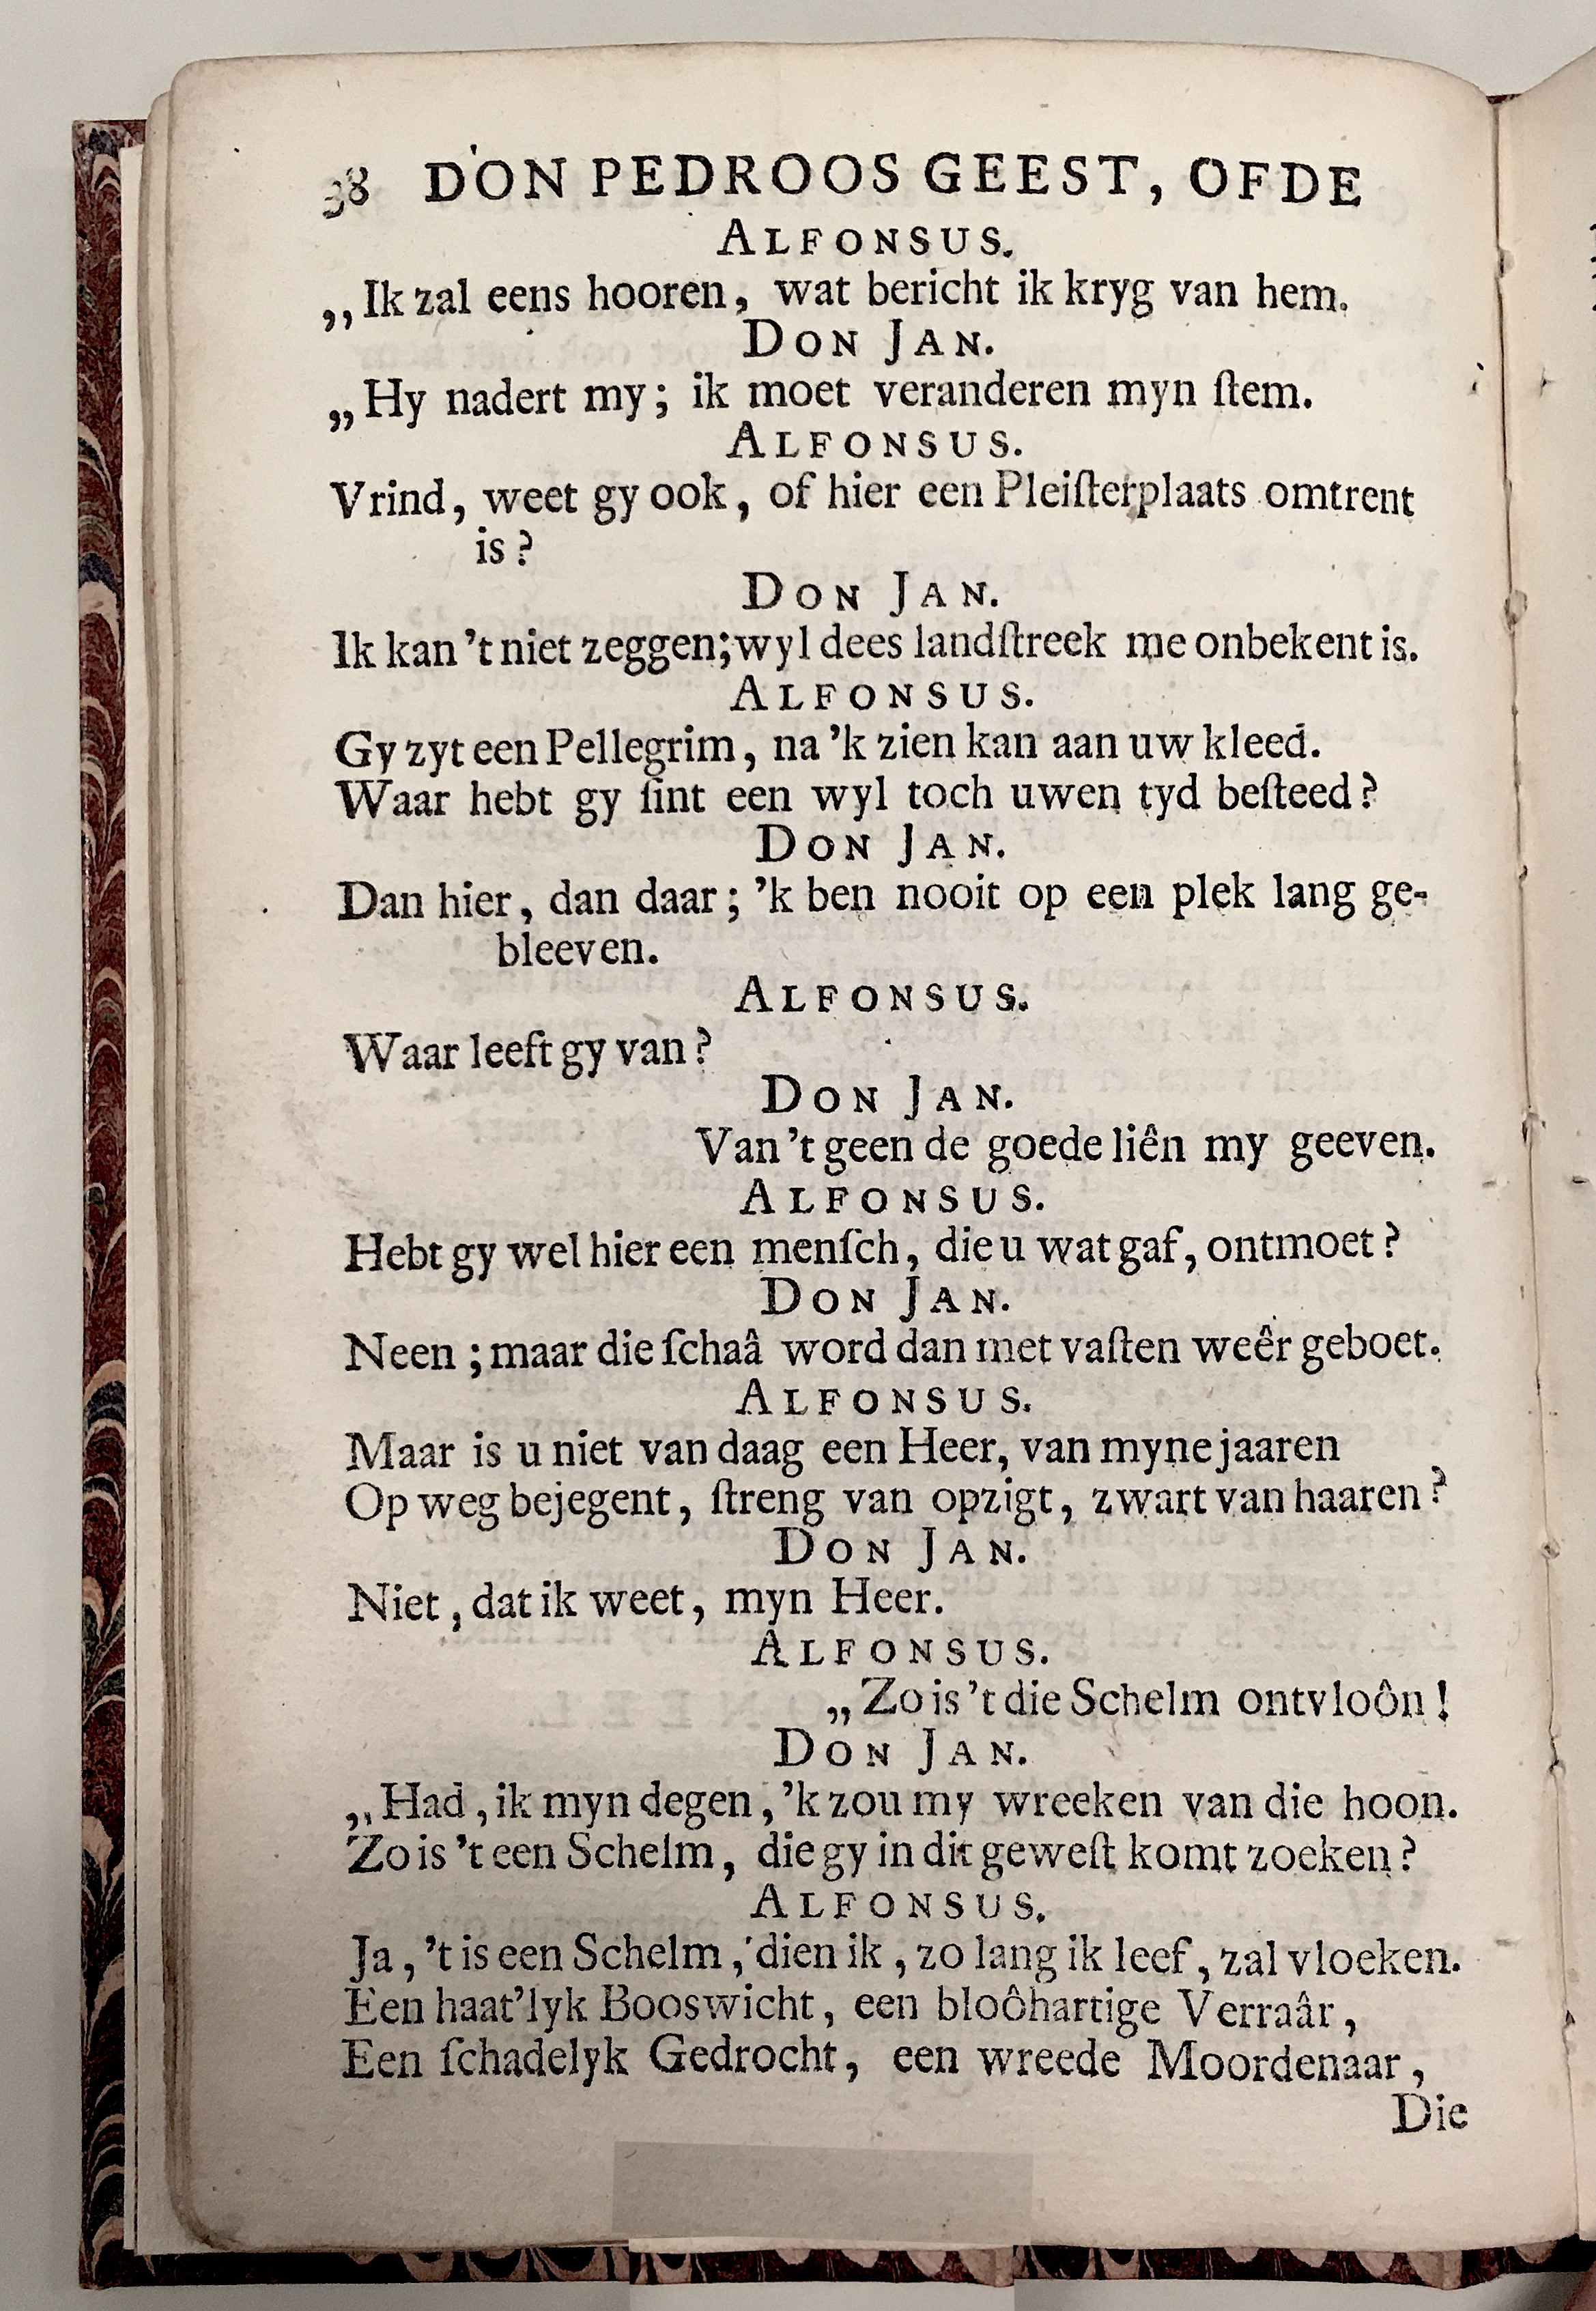 38 DON PEDROOS GEEST, OF DE
ALFONSUS.
„Ik zal eens hooren, wat bericht ik kryg van hem.
DON JAN.
„Hy nadert my; ik moet veranderen myn ſtem.
ALFONSUS.
Vrind, weet gy ook, of hier een Pleiſterplaats omtrent
is?
DON JAN.
Ik kan 't niet zeggen; wyl dees landſtreek me onbekent is.
ALFONSUS.
Gy zyt een Pellegrim, na 'k zien kan aan uw kleed.
Waar hebt gy ſint een wyl toch uwen tyd beſteed?
DON JAN.
Dan hier, dan daar; 'k ben nooit op een plek lang ge-
bleeven.
ALFONSUS.
Waar leeft gy van?
DON JAN.
Van 't geen de goede liên my geeven.
ALFONSUS.
Hebt gy wel hier een menſch, die u wat gaf, ontmoet?
DON JAN.
Neen; maar die ſchaâ word dan met vaſten weêr geboet.
ALFONSUS.
Maar is u niet van daag een Heer, van myne jaaren
Op weg bejegent, ſtreng van opzigt, zwart van haaren?
DON JAN.
Niet, dat ik weet, myn Heer.
ALFONSUS.
„Zo is 't die Schelm ontvloôn!
DON JAN.
„Had, ik myn degen, 'k zou my wreeken van die hoon.
Zo is 't een Schelm, die gy in dit geweſt komt zoeken?
ALFONSUS.
Ja, 't is een Schelm, dien ik, zo lang ik leef, zal vloeken.
Een haat'lyk Booswicht, een bloôhartige Verraâr,
Een ſchadelyk Gedrocht, een wreede Moordenaar,
Die